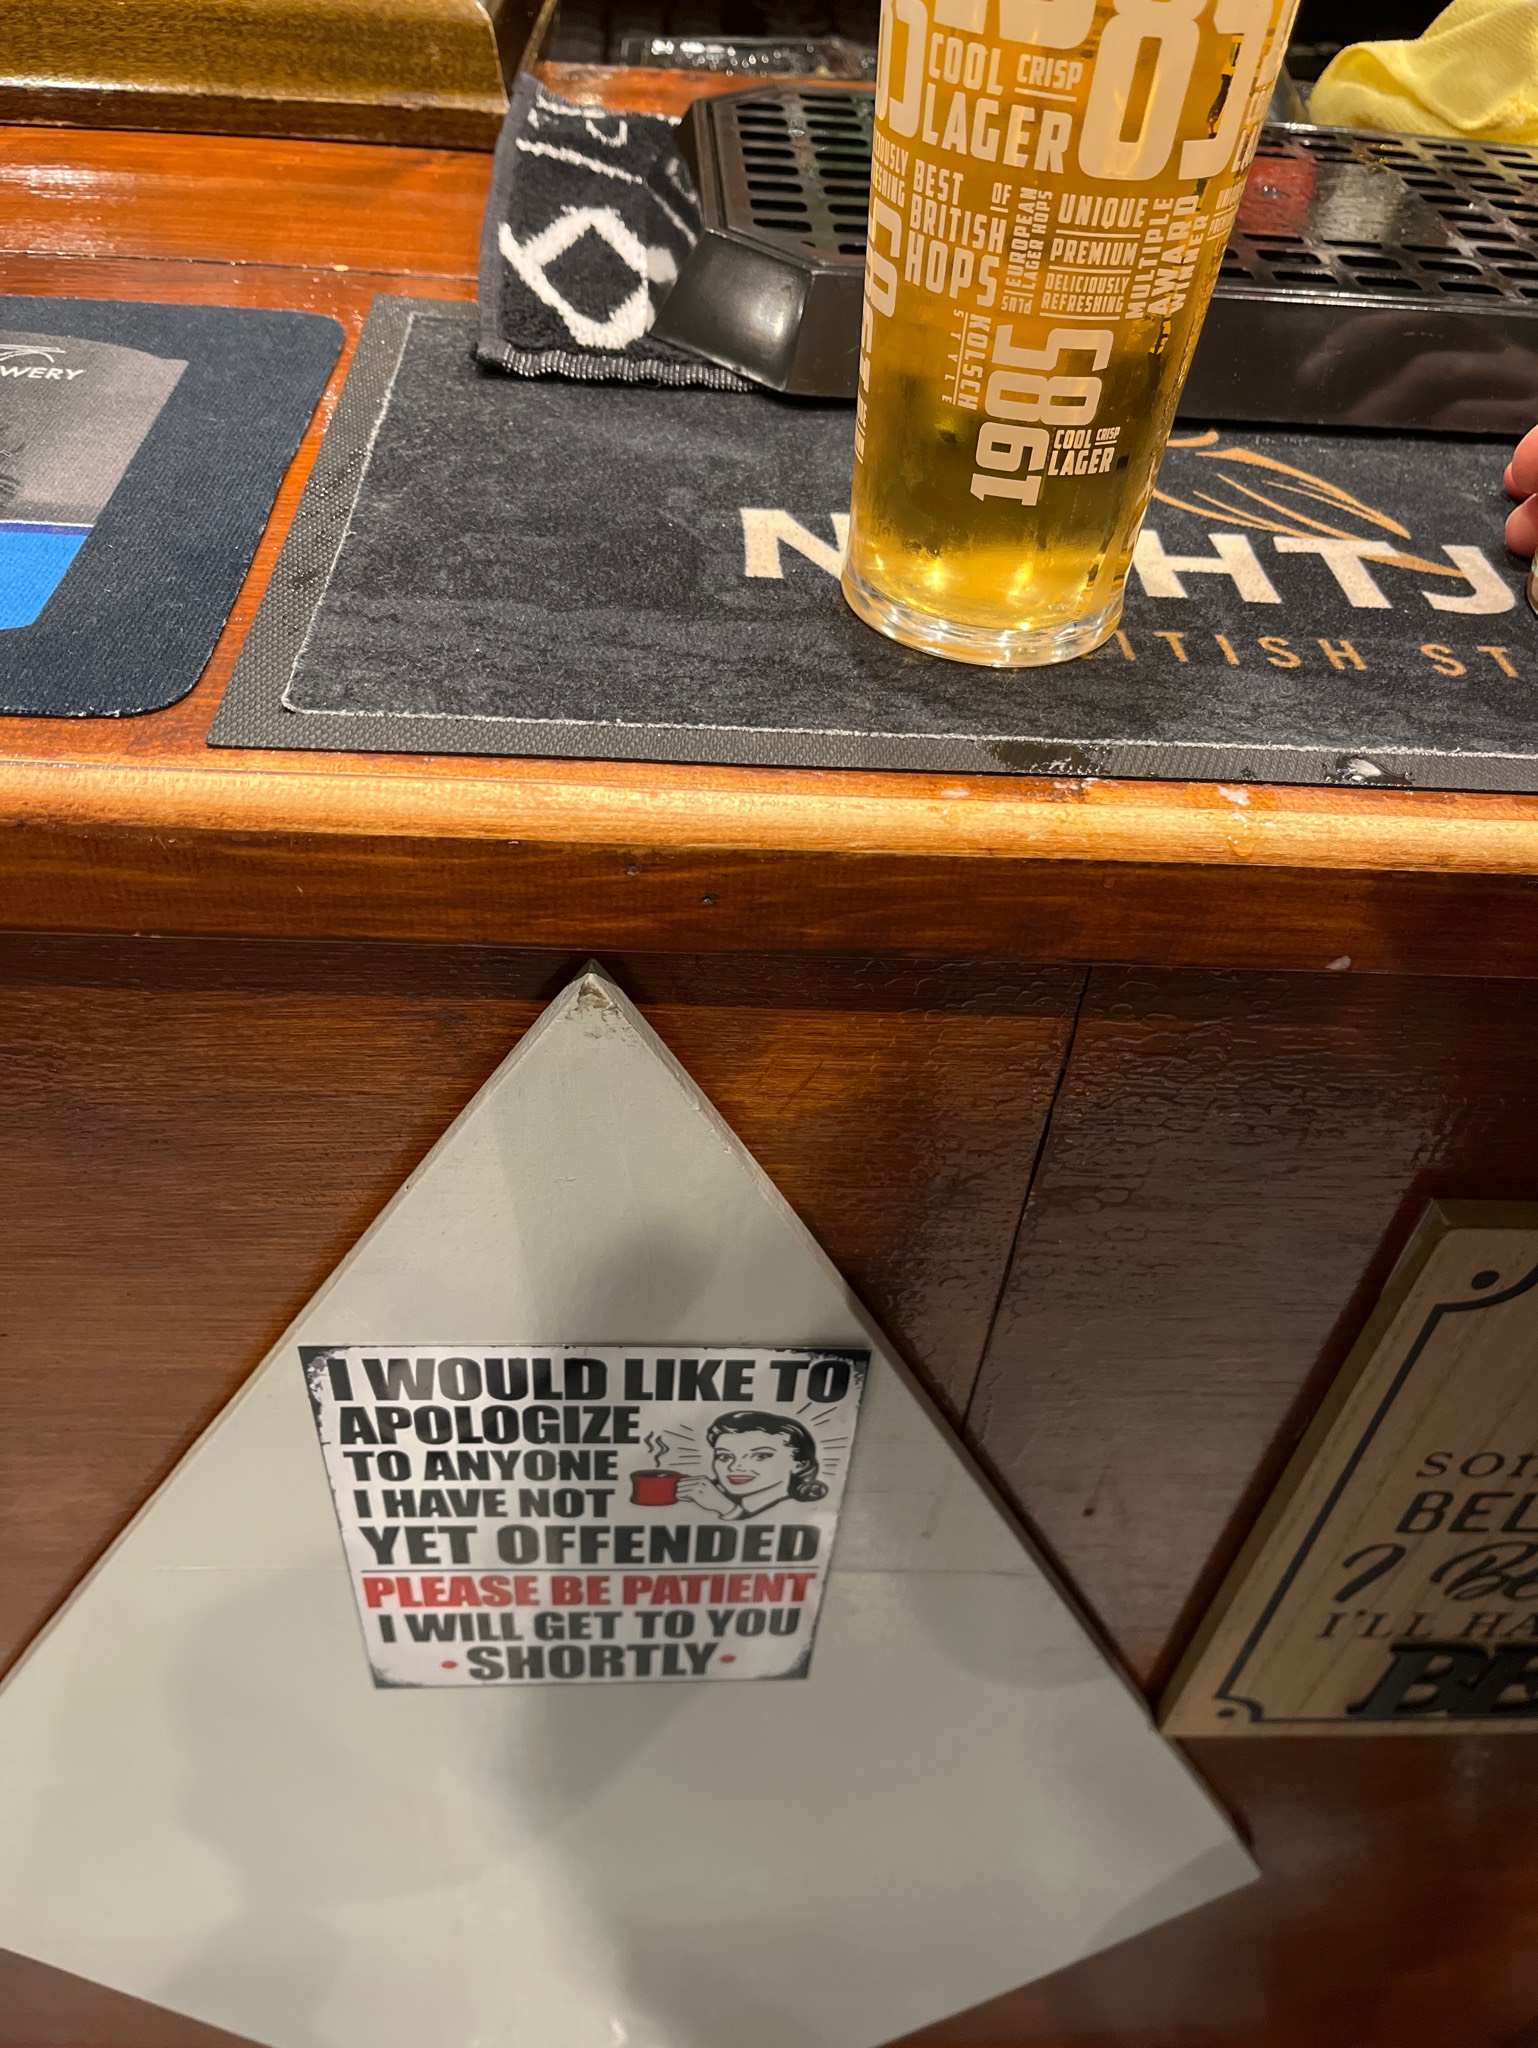 COOL CRISP
LAGER
BEST
BRITISH
HOPS
OF
EUROPEAN
LAGER HOPS
PLUS
UNIQUE
PREMIUM
DELICIOUSLY
REFRESHING
MULTIPLE
AWARD
WINNER
KOLSCH
STYLE
1985
COOL CRISP
LAGER
I WOULD LIKE TO
APOLOGIZE
TO ANYONE
I HAVE NOT
YET OFFENDED
PLEASE BE PATIENT
I WILL GET TO YOU
• SHORTLY •
I'LL